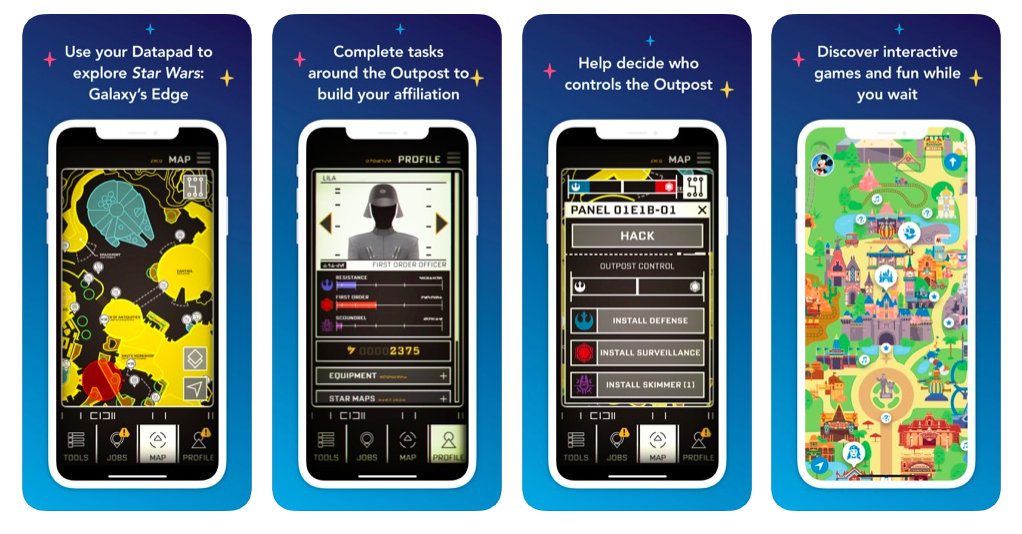 Use your Datapad to
explore Star Wars:
Galaxy's Edge
MAP
CANTINA
TOOLS
JOBS
MAP
PROFILE
Complete tasks
around the Outpost to
build your affiliation
PROFILE
LILA
FIRST ORDER OFFICER
RESISTANCE
FIRST ORDER
SCOUNDREL
00002375
EQUIPMENT +
STAR MAPS +
TOOLS
JOBS
MAP
PROFILE
Help decide who
controls the Outpost
MAP
PANEL 01E1B-01 X
HACK
OUTPOST CONTROL
INSTALL DEFENSE
INSTALL SURVEILLANCE
INSTALL SKIMMER (1)
TOOLS
JOBS
MAP
PROFILE
Discover interactive
games and fun while
you wait